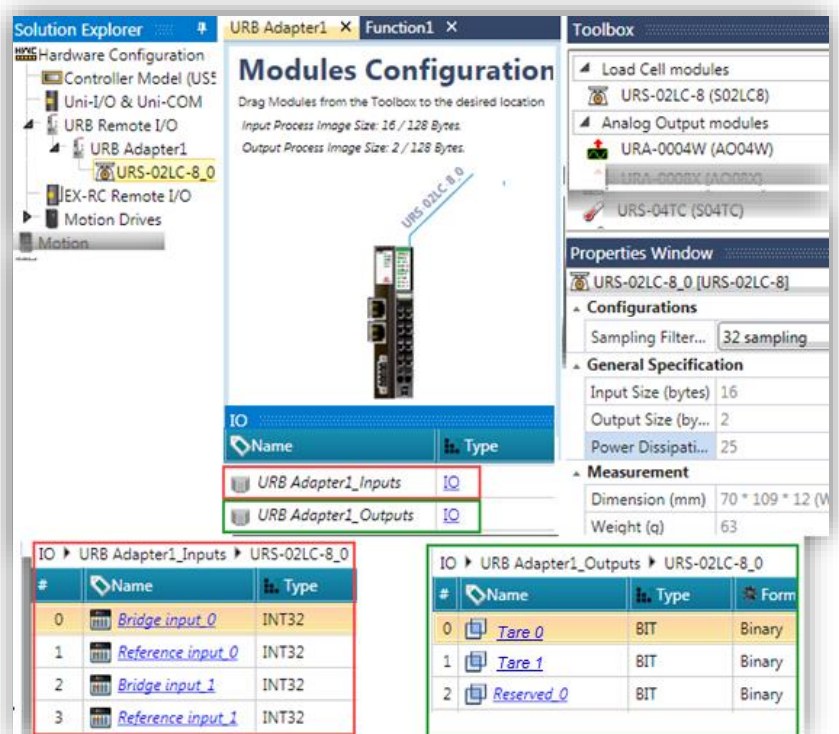 Solution Explorer
HWC Hardware Configuration
Controller Model (US5
Uni-I/O & Uni-COM
URB Remote I/O
URB Adapter1
URS-02LC-8_0
EX-RC Remote I/O
Motion Drives
Motion
URB Adapter1 X Function1 X
Modules Configuration
Drag Modules from the Toolbox to the desired location
Input Process Image Size: 16 / 128 Bytes.
Output Process Image Size: 2 / 128 Bytes.
URS-02LC-8_0
IO
Name Type
URB Adapter1_Inputs IO
URB Adapter1_Outputs IO
Toolbox
Load Cell modules
URS-02LC-8 (S02LC8)
Analog Output modules
URA-0004W (AO04W)
URA-0008X (AO08X)
URS-04TC (S04TC)
Properties Window
URS-02LC-8_0 [URS-02LC-8]
Configurations
Sampling Filter... 32 sampling
General Specification
Input Size (bytes) 16
Output Size (by... 2
Power Dissipati... 25
Measurement
Dimension (mm) 70 * 109 * 12 (W
Weight (g) 63
IO URB Adapter1_Inputs URS-02LC-8_0
# Name Type
0 Bridge input_0 INT32
1 Reference input_0 INT32
2 Bridge input_1 INT32
3 Reference input_1 INT32
IO URB Adapter1_Outputs URS-02LC-8_0
# Name Type Form
0 Tare 0 BIT Binary
1 Tare 1 BIT Binary
2 Reserved_0 BIT Binary